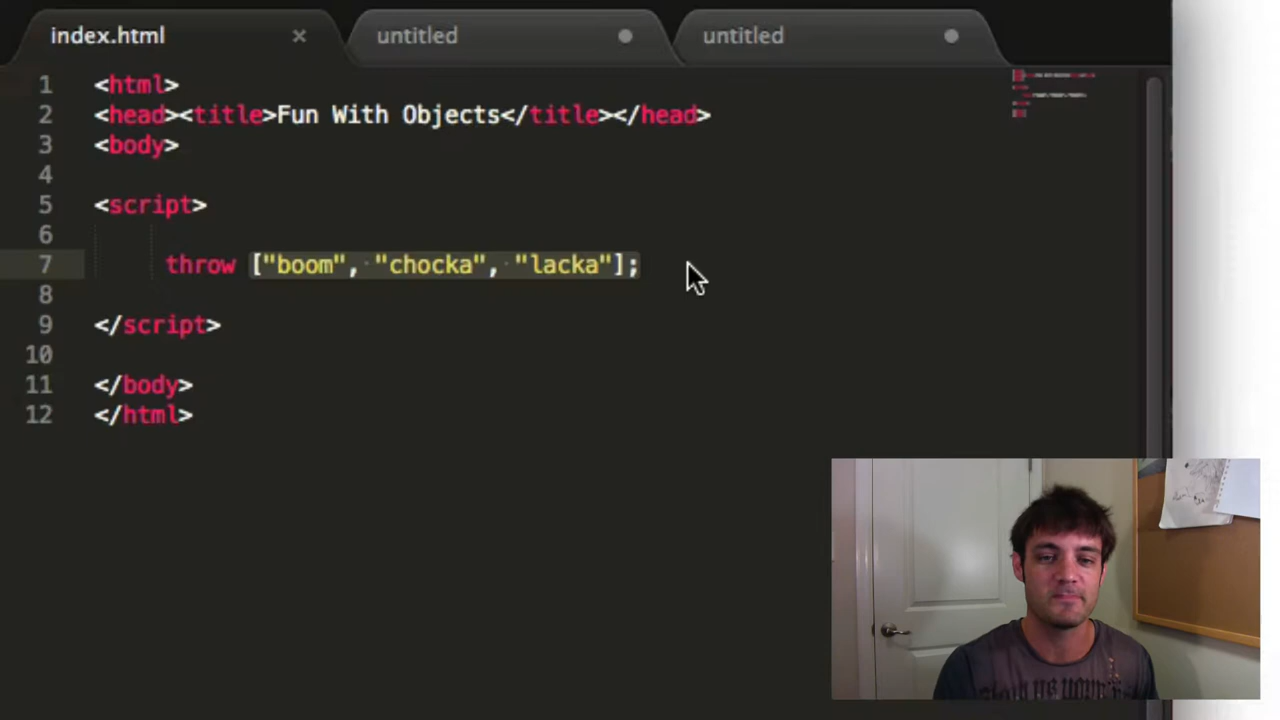 index.html × untitled untitled
1 <html>
2 <head><title>Fun With Objects</title></head>
3 <body>
4
5 <script>
6
7 throw ["boom", "chocka", "lacka"];
8
9 </script>
10
11 </body>
12 </html>